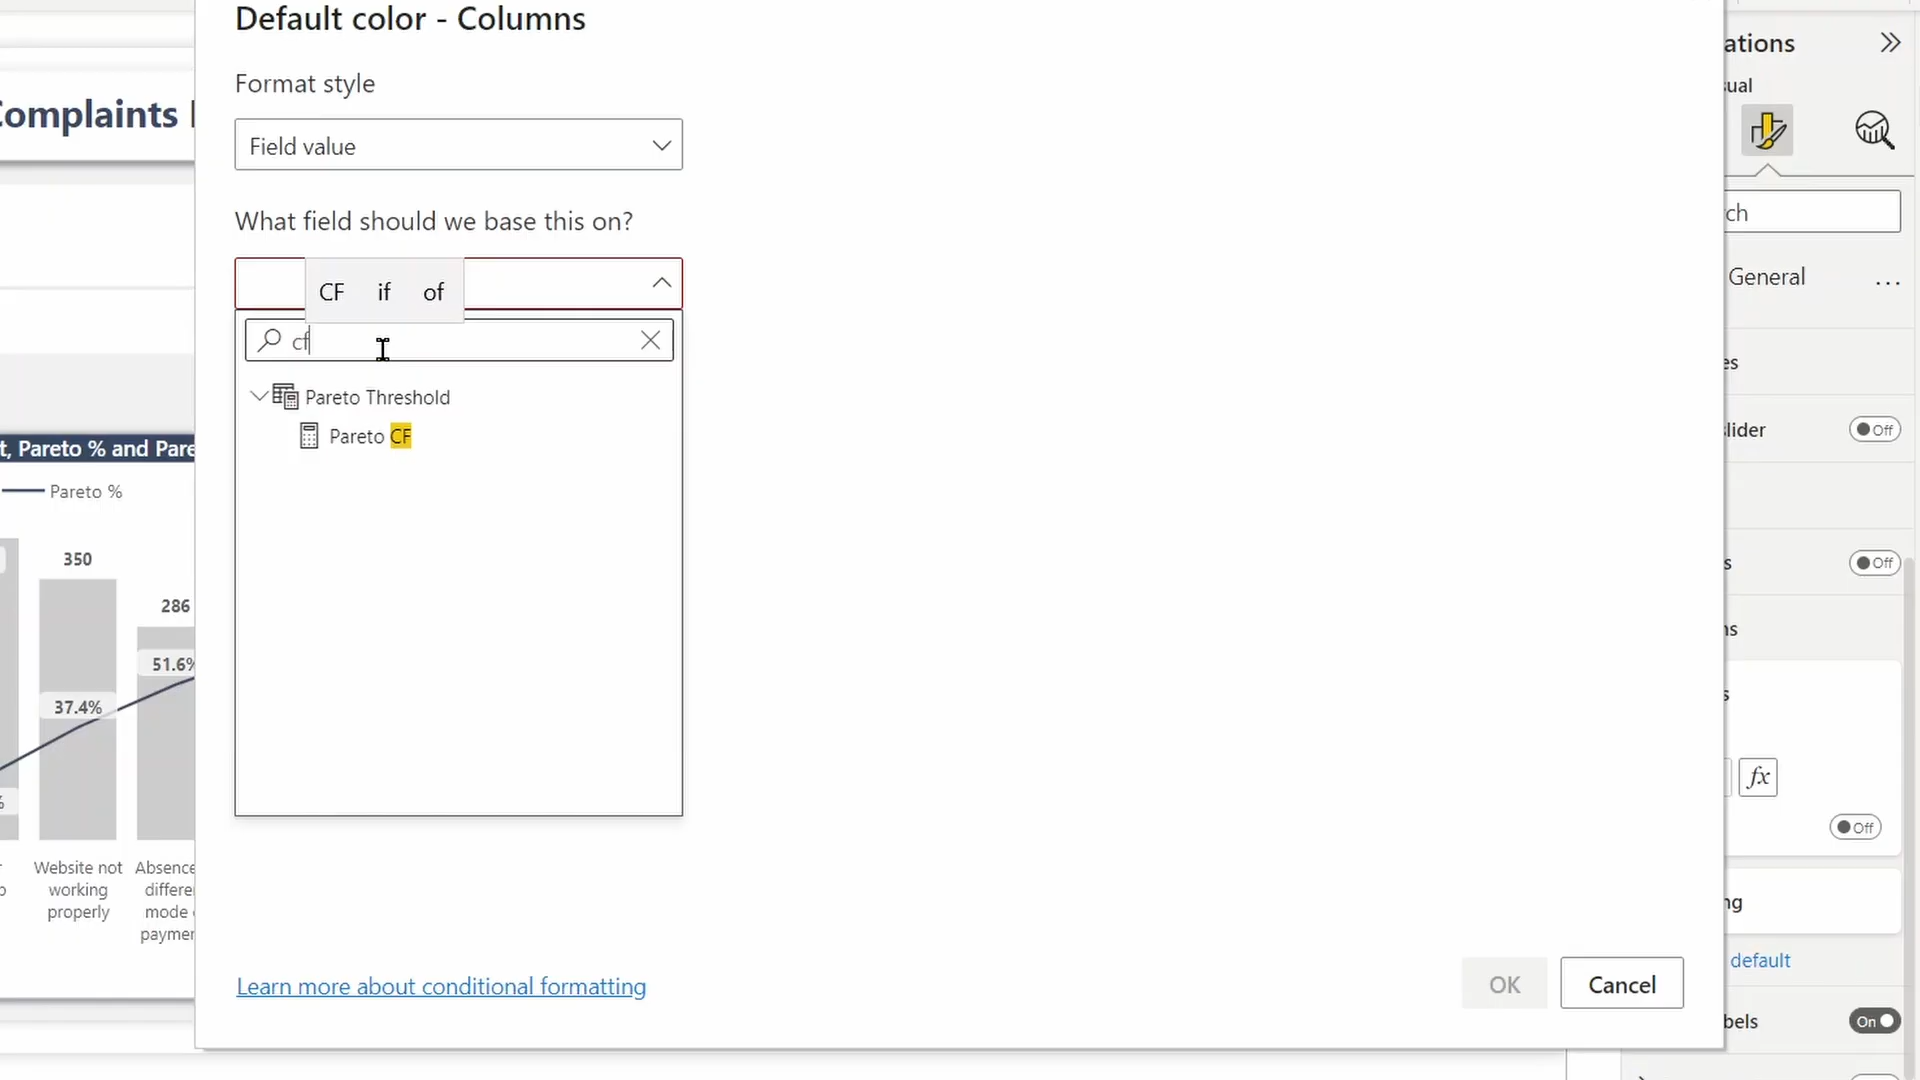 Default color - Columns
Format style
Field value
What field should we base this on?
CF if of
cf
Pareto Threshold
Pareto CF
Learn more about conditional formatting
OK
Cancel
Complaints
t, Pareto % and Pare
Pareto %
350
286
51.6%
37.4%
%
Website not
working
properly
Absence
differe
mode
paymer
ations
sual
ch
General
...
es
slider
Off
s
Off
ns
s
fx
Off
ng
default
bels
On